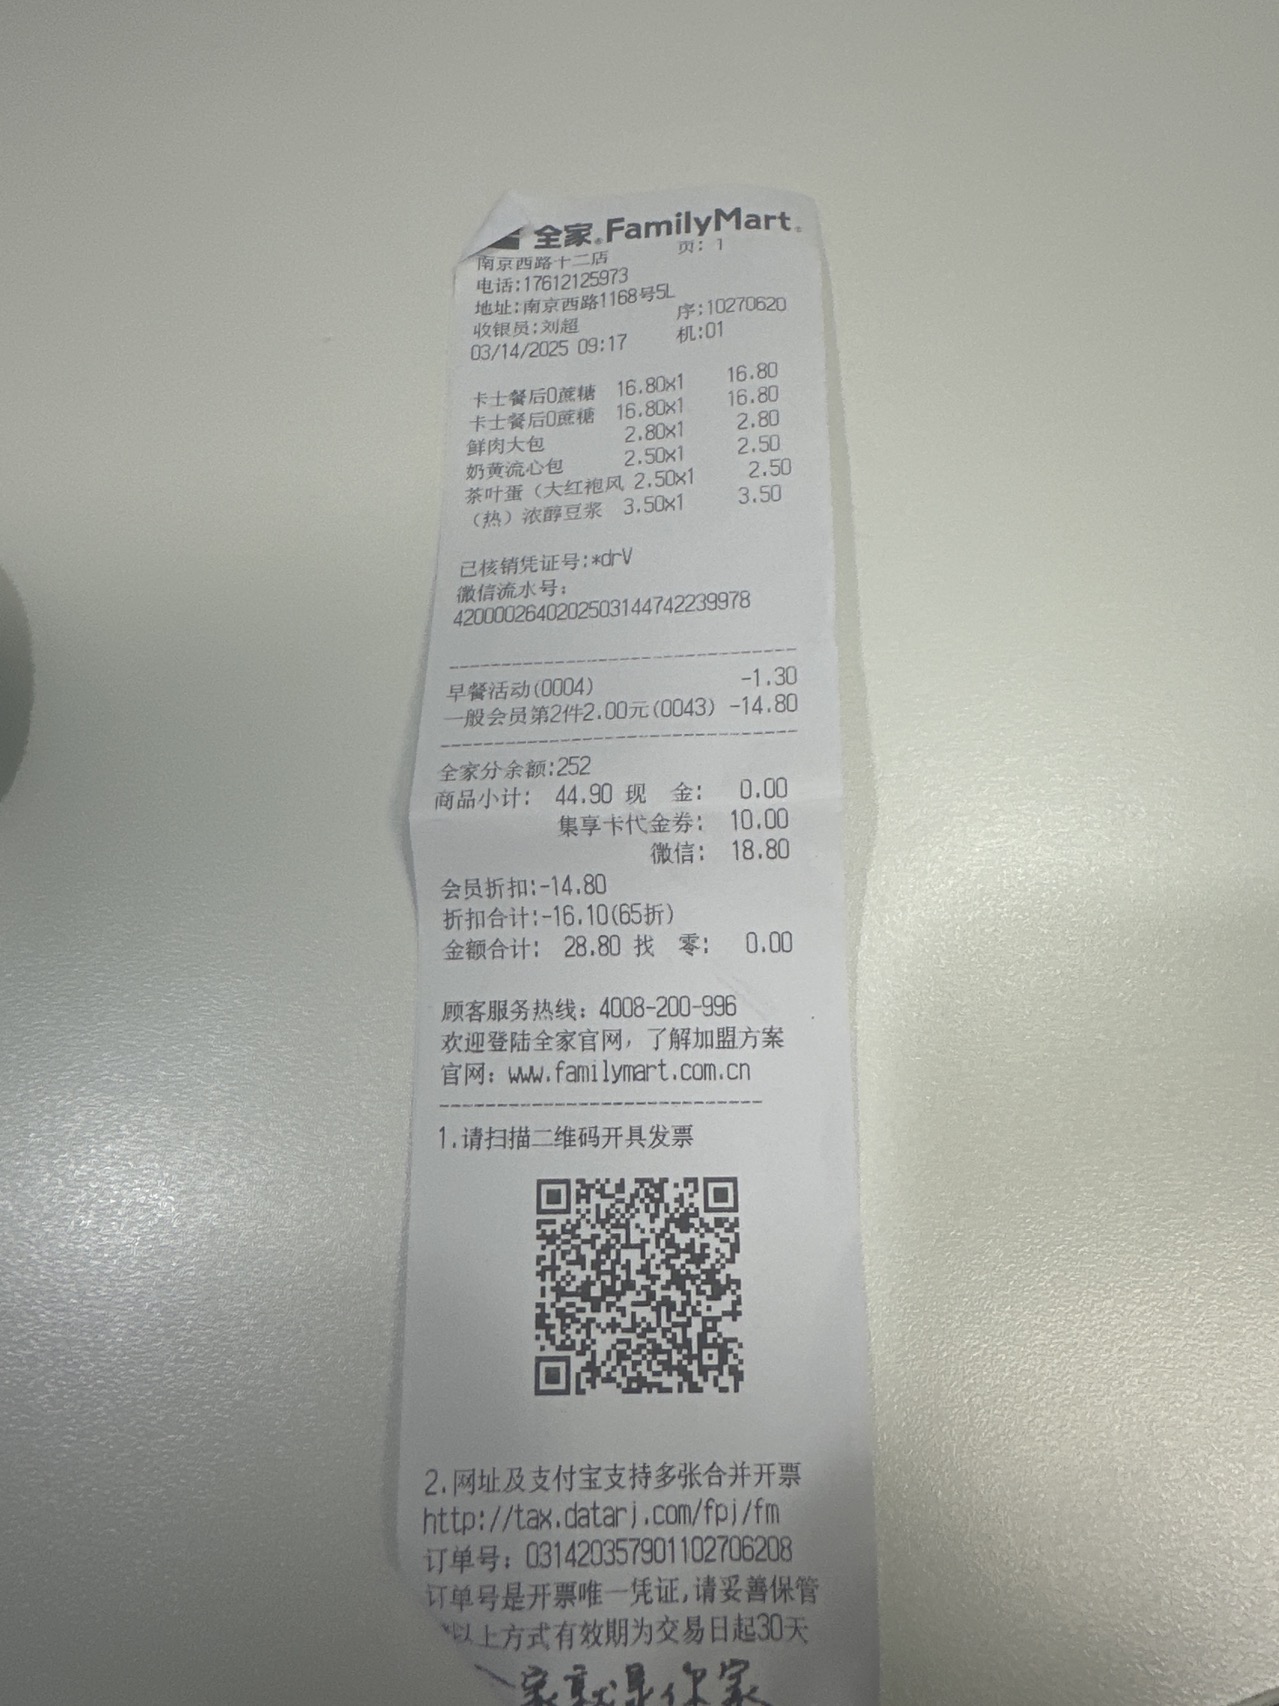 全家®FamilyMart®
南京西路十二店 页: 1
电话:17612125973
地址:南京西路1168号5L
收银员:刘超 序:10270620
03/14/2025 09:17 机:01
卡士餐后0蔗糖 16.80x1 16.80
卡士餐后0蔗糖 16.80x1 16.80
鲜肉大包 2.80x1 2.80
奶黄流心包 2.50x1 2.50
茶叶蛋（大红袍风 2.50x1 2.50
（热）浓醇豆浆 3.50x1 3.50
已核销凭证号:*drV
微信流水号:
4200002640202503144742239978
早餐活动(0004) -1.30
一般会员第2件2.00元(0043) -14.80
全家分余额:252
商品小计: 44.90 现 金: 0.00
集享卡代金券: 10.00
微信: 18.80
会员折扣:-14.80
折扣合计:-16.10(65折)
金额合计: 28.80 找 零: 0.00
顾客服务热线: 4008-200-996
欢迎登陆全家官网，了解加盟方案
官网: www.familymart.com.cn
1.请扫描二维码开具发票
2.网址及支付宝支持多张合并开票
http://tax.datarj.com/fpj/fm
订单号: 0314203579011027​06208
订单号是开票唯一凭证,请妥善保管
以上方式有效期为交易日起30天
家就是你家